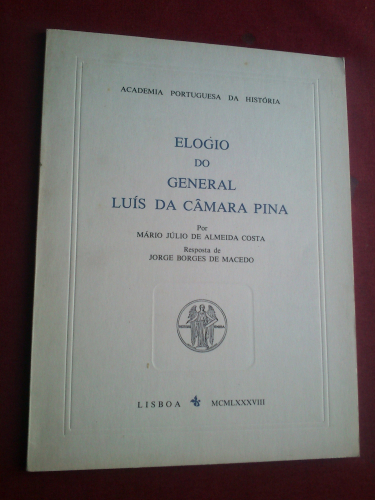 ACADEMIA PORTUGUESA DA HISTÓRIA
ELOGIO
DO
GENERAL
LUÍS DA CÂMARA PINA
Por
MÁRIO JÚLIO DE ALMEIDA COSTA
Resposta de
JORGE BORGES DE MACEDO
LISBOA MCMLXXXVIII